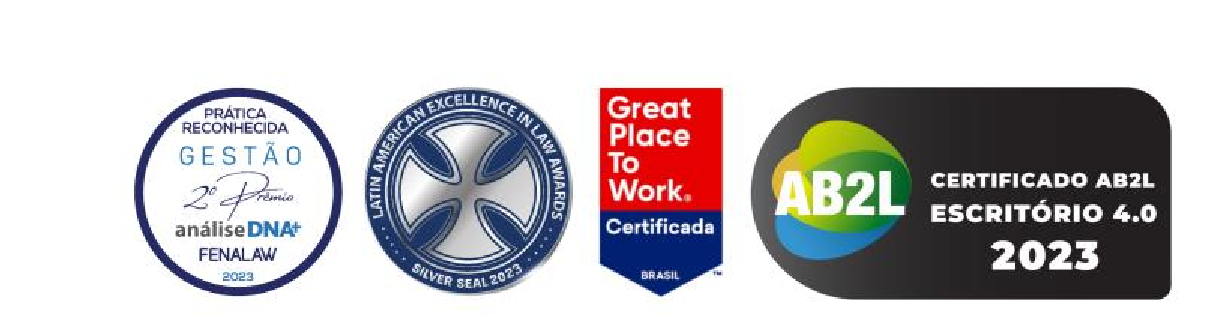 PRÁTICA
RECONHECIDA
GESTÃO
2º Prêmio
análiseDNA+
FENALAW
2023
LATIN AMERICAN EXCELLENCE IN LAW AWARDS
SILVER SEAL 2023
Great
Place
To
Work®
Certificada
BRASIL ™
AB2L
CERTIFICADO AB2L
ESCRITÓRIO 4.0
2023